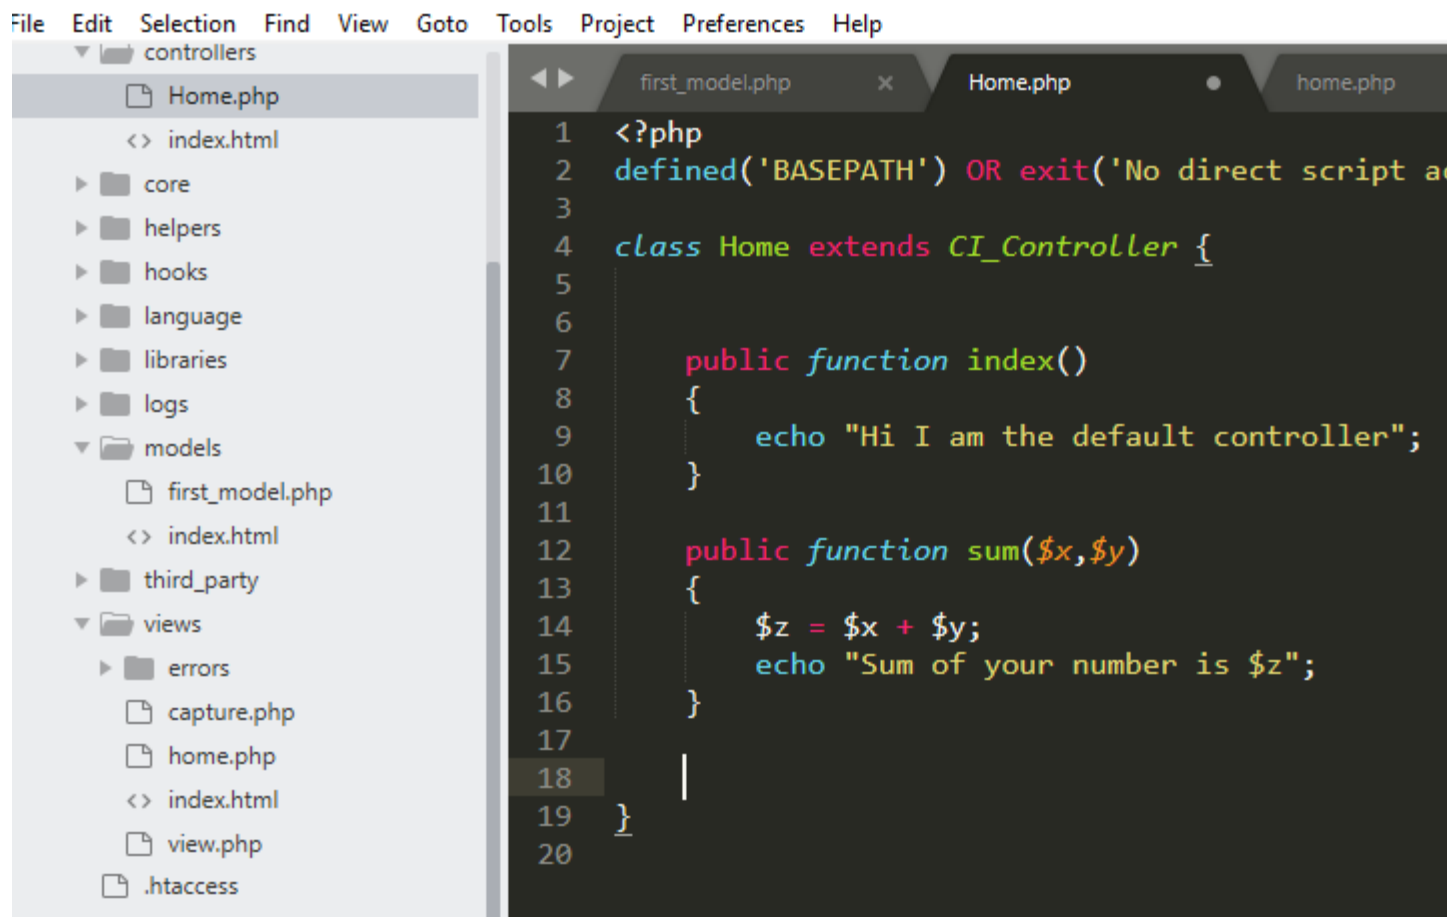 File Edit Selection Find View Goto Tools Project Preferences Help
controllers
Home.php
index.html
core
helpers
hooks
language
libraries
logs
models
first_model.php
index.html
third_party
views
errors
capture.php
home.php
index.html
view.php
.htaccess
first_model.php Home.php home.php
1 <?php
2 defined('BASEPATH') OR exit('No direct script
3
4 class Home extends CI_Controller {
5
6
7 public function index()
8 {
9 echo "Hi I am the default controller";
10 }
11
12 public function sum($x,$y)
13 {
14 $z = $x + $y;
15 echo "Sum of your number is $z";
16 }
17
18
19 }
20